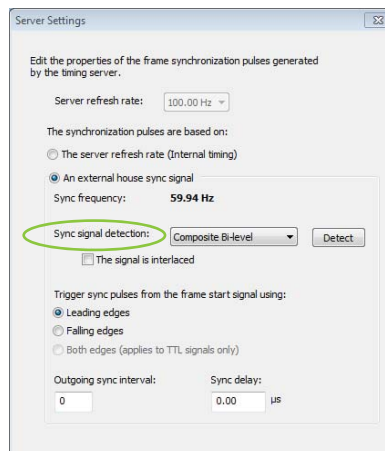 Server Settings
Edit the properties of the frame synchronization pulses generated
by the timing server.
Server refresh rate: 100.00 Hz
The synchronization pulses are based on:
The server refresh rate (Internal timing)
An external house sync signal
Sync frequency: 59.94 Hz
Sync signal detection: Composite Bi-level Detect
The signal is interlaced
Trigger sync pulses from the frame start signal using:
Leading edges
Falling edges
Both edges (applies to TTL signals only)
Outgoing sync interval: Sync delay:
0 0.00 µs